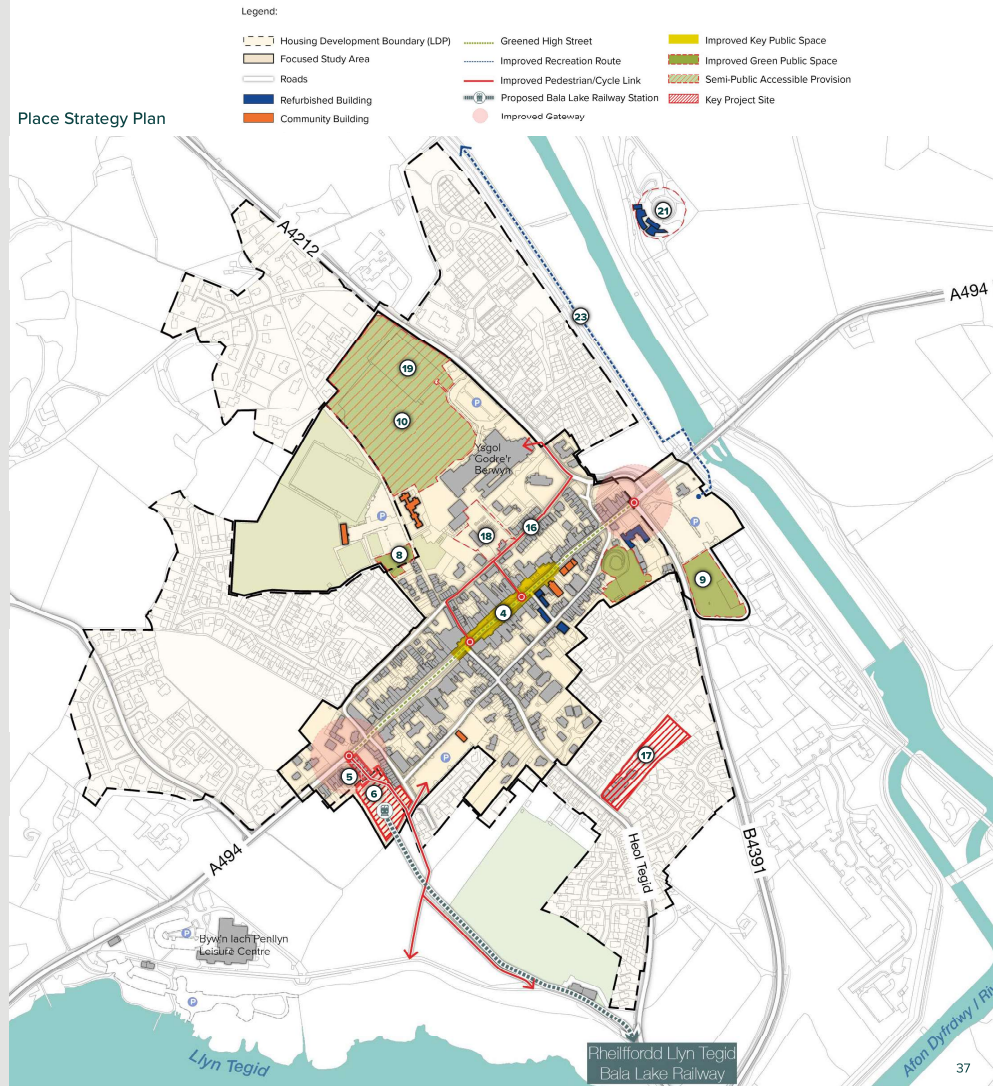 Legend:
Housing Development Boundary (LDP)
Focused Study Area
Roads
Refurbished Building
Community Building
Greened High Street
Improved Recreation Route
Improved Pedestrian/Cycle Link
Proposed Bala Lake Railway Station
Improved Gateway
Improved Key Public Space
Improved Green Public Space
Semi-Public Accessible Provision
Key Project Site
Place Strategy Plan
A4212
21
A494
23
19
10
P
Ysgol
Godre'r
Berwyn
P
16
18
P
8
9
4
17
P
5
6
A494
Heol Tegid
B4391
P
Byw'n Iach Penllyn
Leisure Centre
P
Llyn Tegid
Rheilffordd Llyn Tegid
Bala Lake Railway
Afon Dyfrdwy /
37